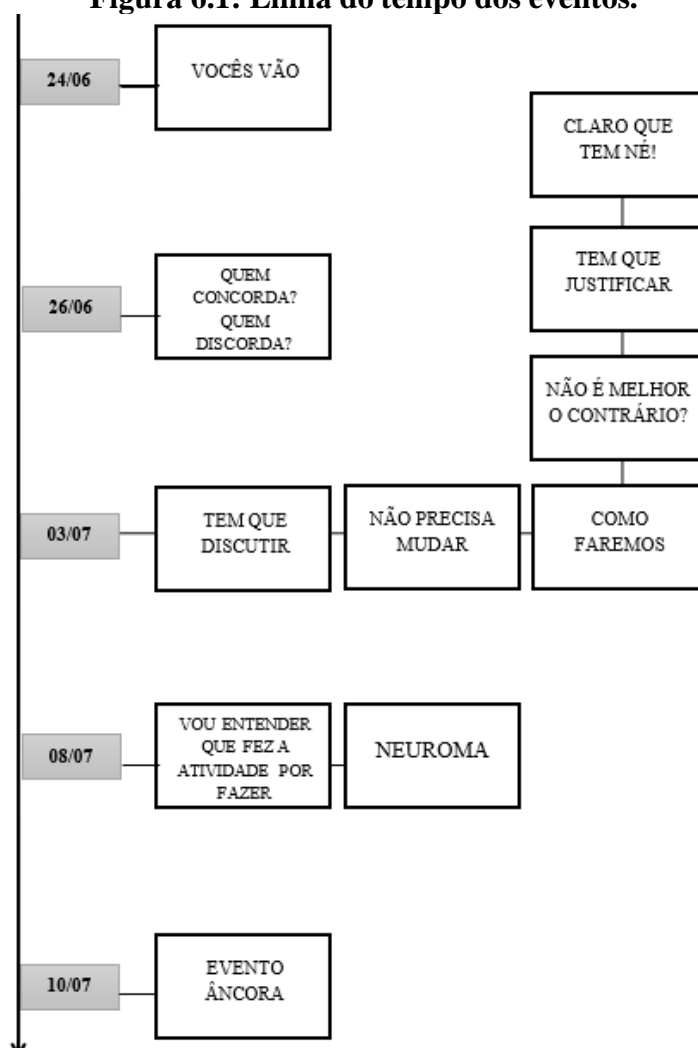 Figura 6.1: Linha do tempo dos eventos.
24/06
VOCÊS VÃO
CLARO QUE
TEM NÉ!
TEM QUE
JUSTIFICAR
26/06
QUEM
CONCORDA?
QUEM
DISCORDA?
NÃO É MELHOR
O CONTRÁRIO?
03/07
TEM QUE
DISCUTIR
NÃO PRECISA
MUDAR
COMO
FAREMOS
08/07
VOU ENTENDER
QUE FEZ A
ATIVIDADE POR
FAZER
NEUROMA
10/07
EVENTO
ÂNCORA